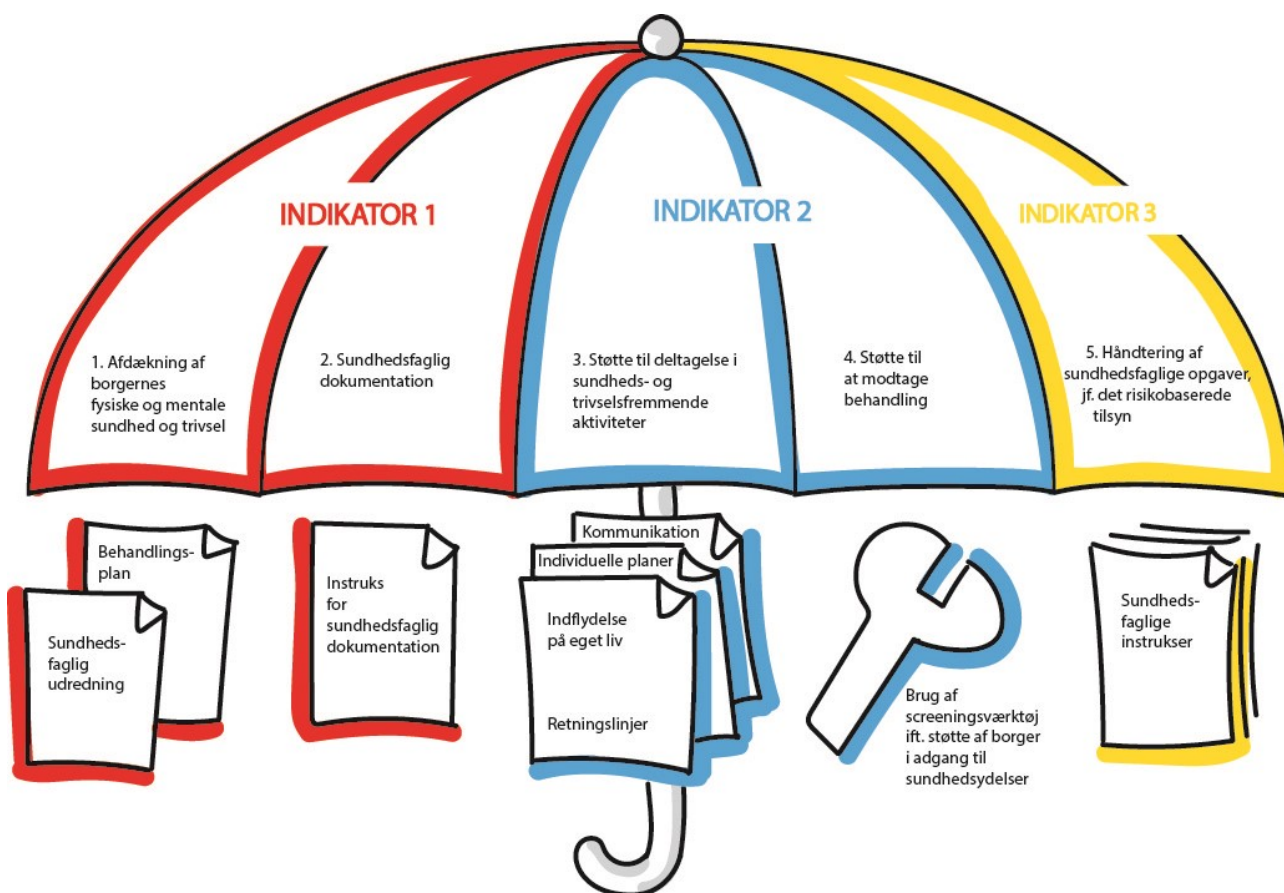 INDIKATOR 1
INDIKATOR 2
INDIKATOR 3
1. Afdækning af
borgernes
fysiske og mentale
sundhed og trivsel
2. Sundhedsfaglig
dokumentation
3. Støtte til deltagelse i
sundheds- og
trivselsfremmende
aktiviteter
4. Støtte til
at modtage
behandling
5. Håndtering af
sundhedsfaglige opgaver,
jf. det risikobaserede
tilsyn
Behandlings-
plan
Sundheds-
faglig
udredning
Instruks
for
sundhedsfaglig
dokumentation
Kommunikation
Individuelle planer
Indflydelse
på eget liv
Retningslinjer
Brug af
screeningsværktøj
ift. støtte af borger
i adgang til
sundhedsydelser
Sundheds-
faglige
instrukser